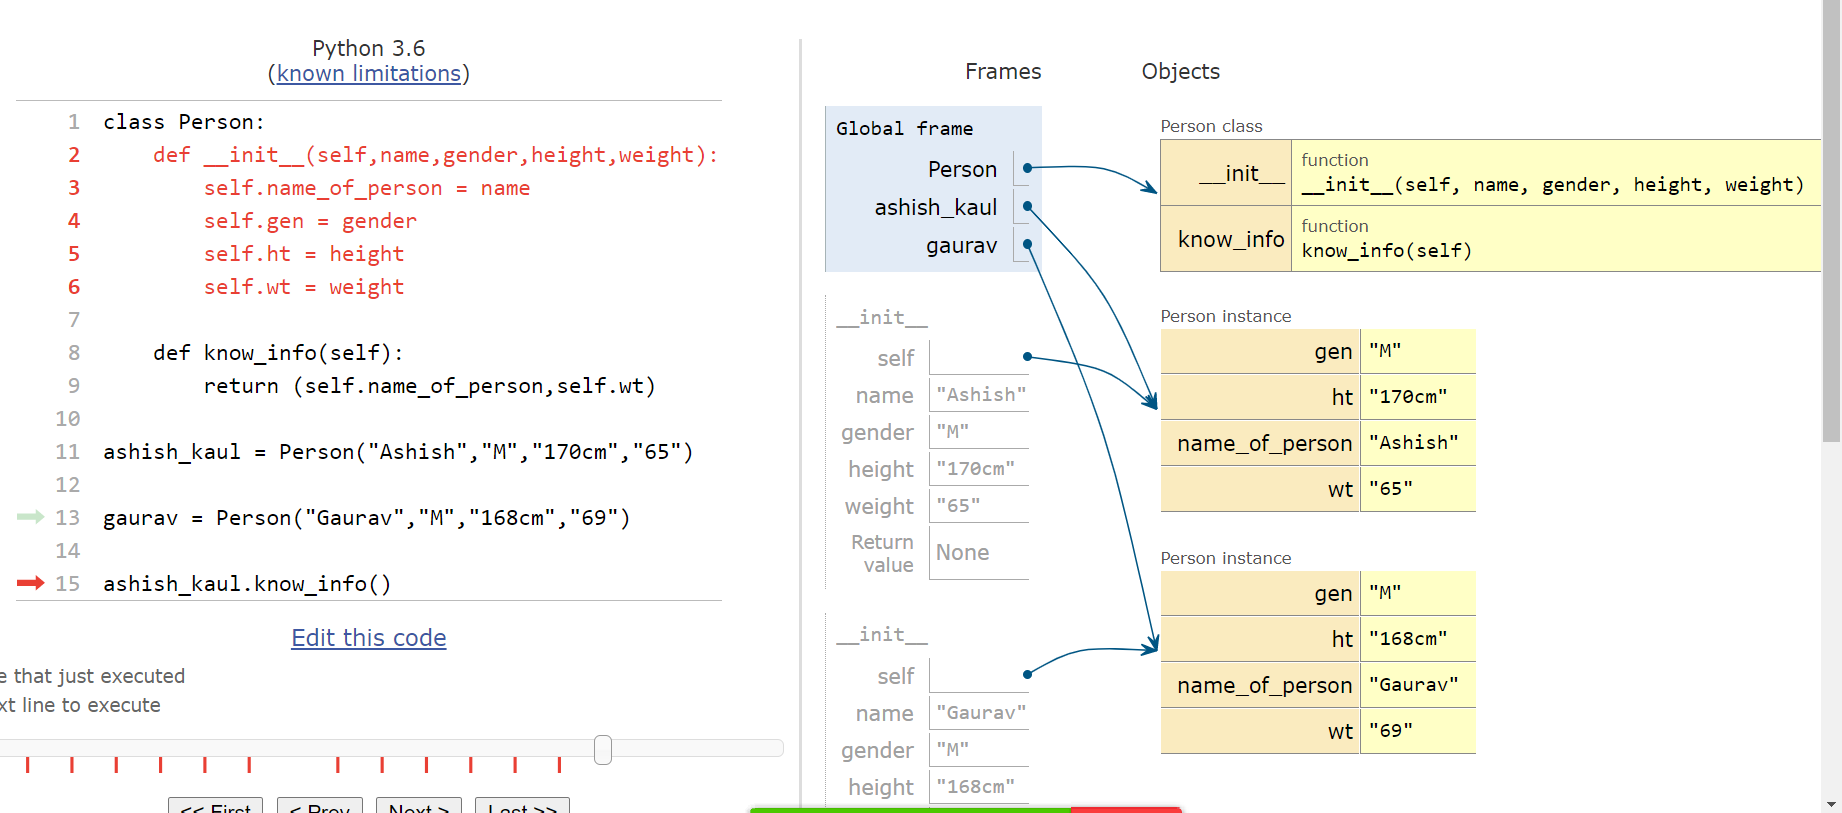 Python 3.6
(known limitations)
1 class Person:
2     def __init__(self,name,gender,height,weight):
3         self.name_of_person = name
4         self.gen = gender
5         self.ht = height
6         self.wt = weight
7
8     def know_info(self):
9         return (self.name_of_person,self.wt)
10
11 ashish_kaul = Person("Ashish","M","170cm","65")
12
13 gaurav = Person("Gaurav","M","168cm","69")
14
15 ashish_kaul.know_info()
Edit this code
e that just executed
xt line to execute
<< First < Prev Next > Last >>
Frames Objects
Global frame
Person
ashish_kaul
gaurav
__init__
self
name "Ashish"
gender "M"
height "170cm"
weight "65"
Return
value None
__init__
self
name "Gaurav"
gender "M"
height "168cm"
Person class
__init__ function
__init__(self, name, gender, height, weight)
know_info function
know_info(self)
Person instance
gen "M"
ht "170cm"
name_of_person "Ashish"
wt "65"
Person instance
gen "M"
ht "168cm"
name_of_person "Gaurav"
wt "69"